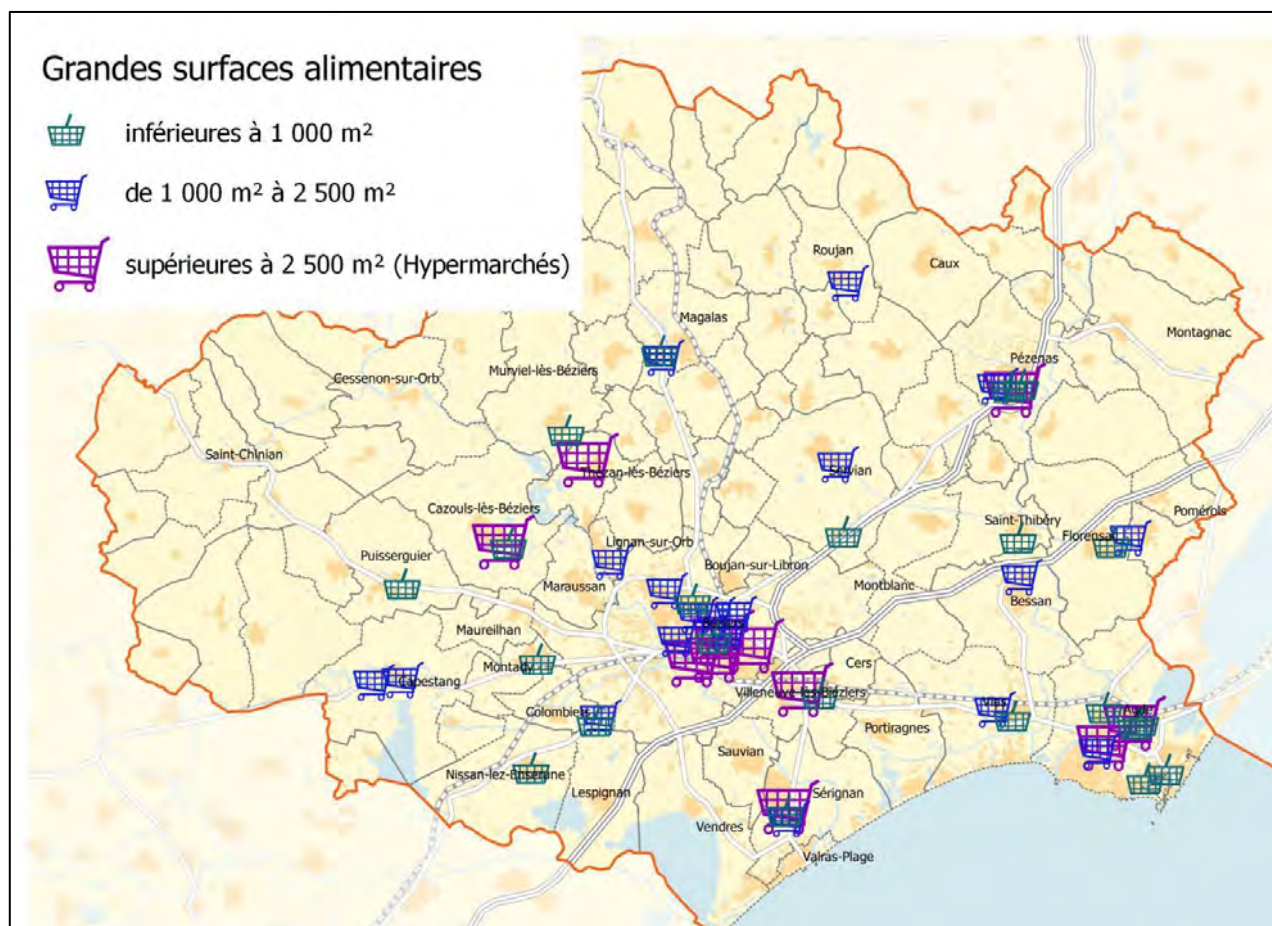 Grandes surfaces alimentaires
inférieures à 1 000 m²
de 1 000 m² à 2 500 m²
supérieures à 2 500 m² (Hypermarchés)
Roujan
Caux
Magalas
Montagnac
Pézenas
Murviel-lès-Béziers
Cessenon-sur-Orb
Saint-Chinian
Thézan-lès-Béziers
Servian
Cazouls-lès-Béziers
Pomérols
Saint-Thibéry
Florensac
Lignan-sur-Orb
Puisserguier
Boujan-sur-Libron
Maraussan
Montblanc
Bessan
Béziers
Maureilhan
Cers
Montady
Capestang
Villeneuve-lès-Béziers
Vias
Agde
Colombiers
Portiragnes
Sauvian
Nissan-lez-Enserune
Lespignan
Sérignan
Vendres
Valras-Plage